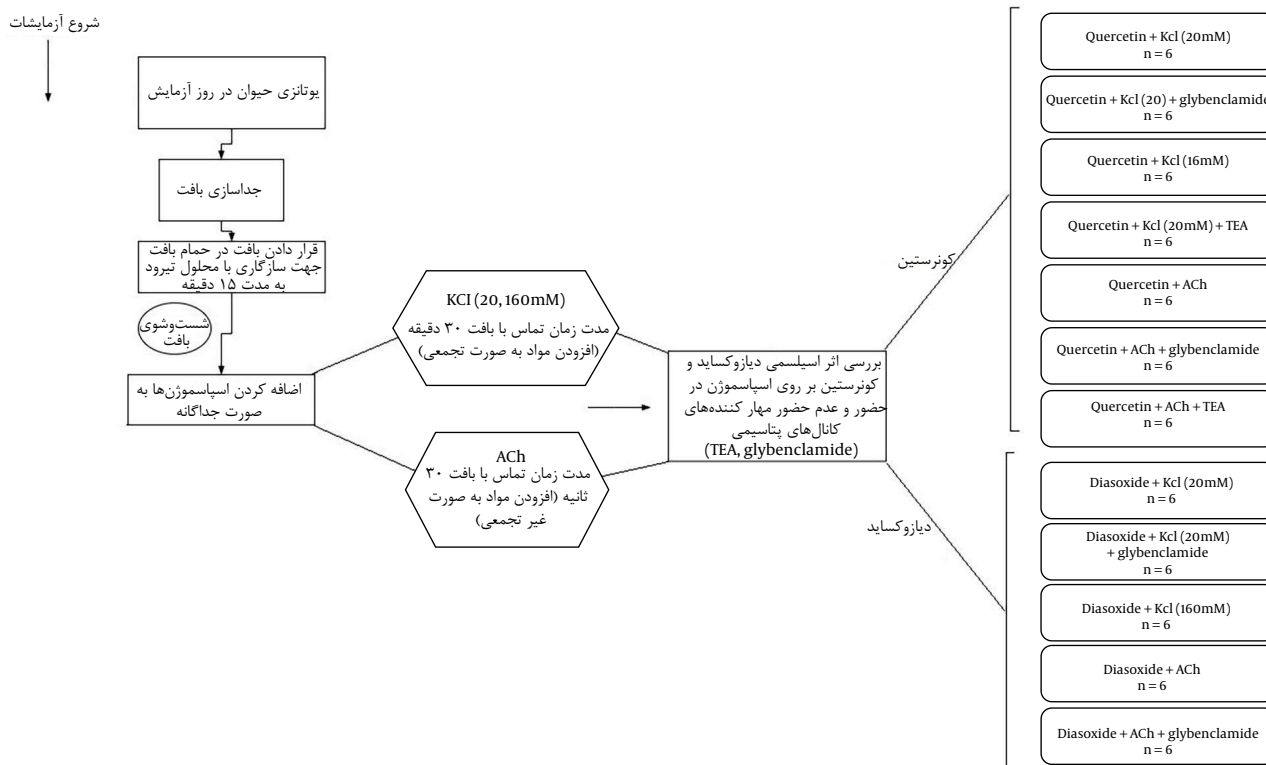 شروع آزمایشات
یوتانزی حیوان در روز آزمایش
جداسازی بافت
قرار دادن بافت در حمام بافت
جهت سازگاری با محلول تیرود
به مدت ۱۵ دقیقه
شست‌وشوی
بافت
اضافه کردن اسپاسموژن‌ها به
صورت جداگانه
KCl (20, 160mM)
مدت زمان تماس با بافت ۳۰ دقیقه
(افزودن مواد به صورت تجمعی)
ACh
مدت زمان تماس با بافت ۳۰
ثانیه (افزودن مواد به صورت
غیر تجمعی)
بررسی اثر اسیلسمی دیازوکساید و
کونرستین بر روی اسپاسموژن در
حضور و عدم حضور مهار کننده‌های
کانال‌های پتاسیمی
(TEA, glybenclamide)
کونرستین
دیازوکساید
Quercetin + Kcl (20mM)
n = 6
Quercetin + Kcl (20) + glybenclamide
n = 6
Quercetin + Kcl (16mM)
n = 6
Quercetin + Kcl (20mM) + TEA
n = 6
Quercetin + ACh
n = 6
Quercetin + ACh + glybenclamide
n = 6
Quercetin + ACh + TEA
n = 6
Diasoxide + Kcl (20mM)
n = 6
Diasoxide + Kcl (20mM)
+ glybenclamide
n = 6
Diasoxide + Kcl (160mM)
n = 6
Diasoxide + ACh
n = 6
Diasoxide + ACh + glybenclamide
n = 6